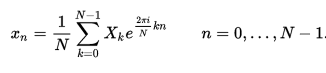 $x_n = \frac{1}{N} \sum_{k=0}^{N-1} X_k e^{\frac{2\pi i}{N} kn} \qquad n = 0, \ldots, N-1.$